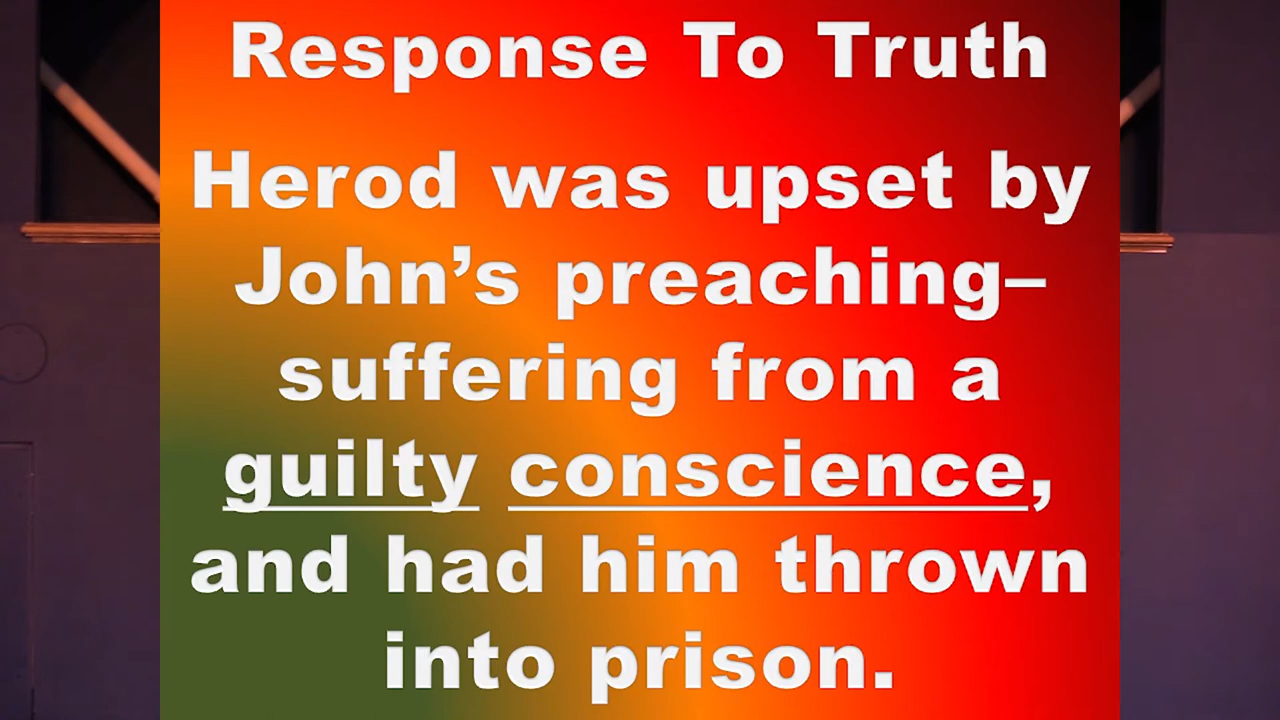 Response To Truth
Herod was upset by
John’s preaching–
suffering from a
guilty conscience,
and had him thrown
into prison.